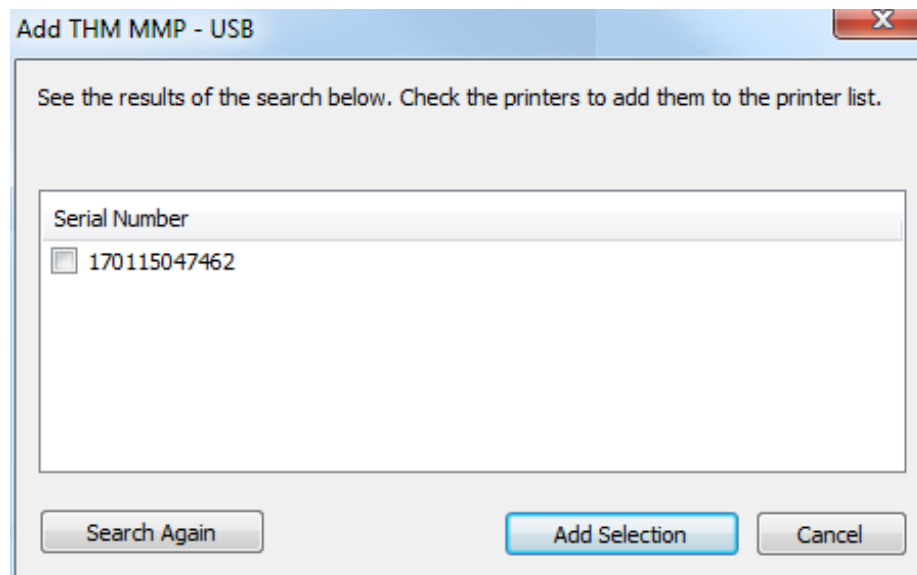 Add THM MMP - USB
See the results of the search below. Check the printers to add them to the printer list.
Serial Number
170115047462
Search Again
Add Selection
Cancel